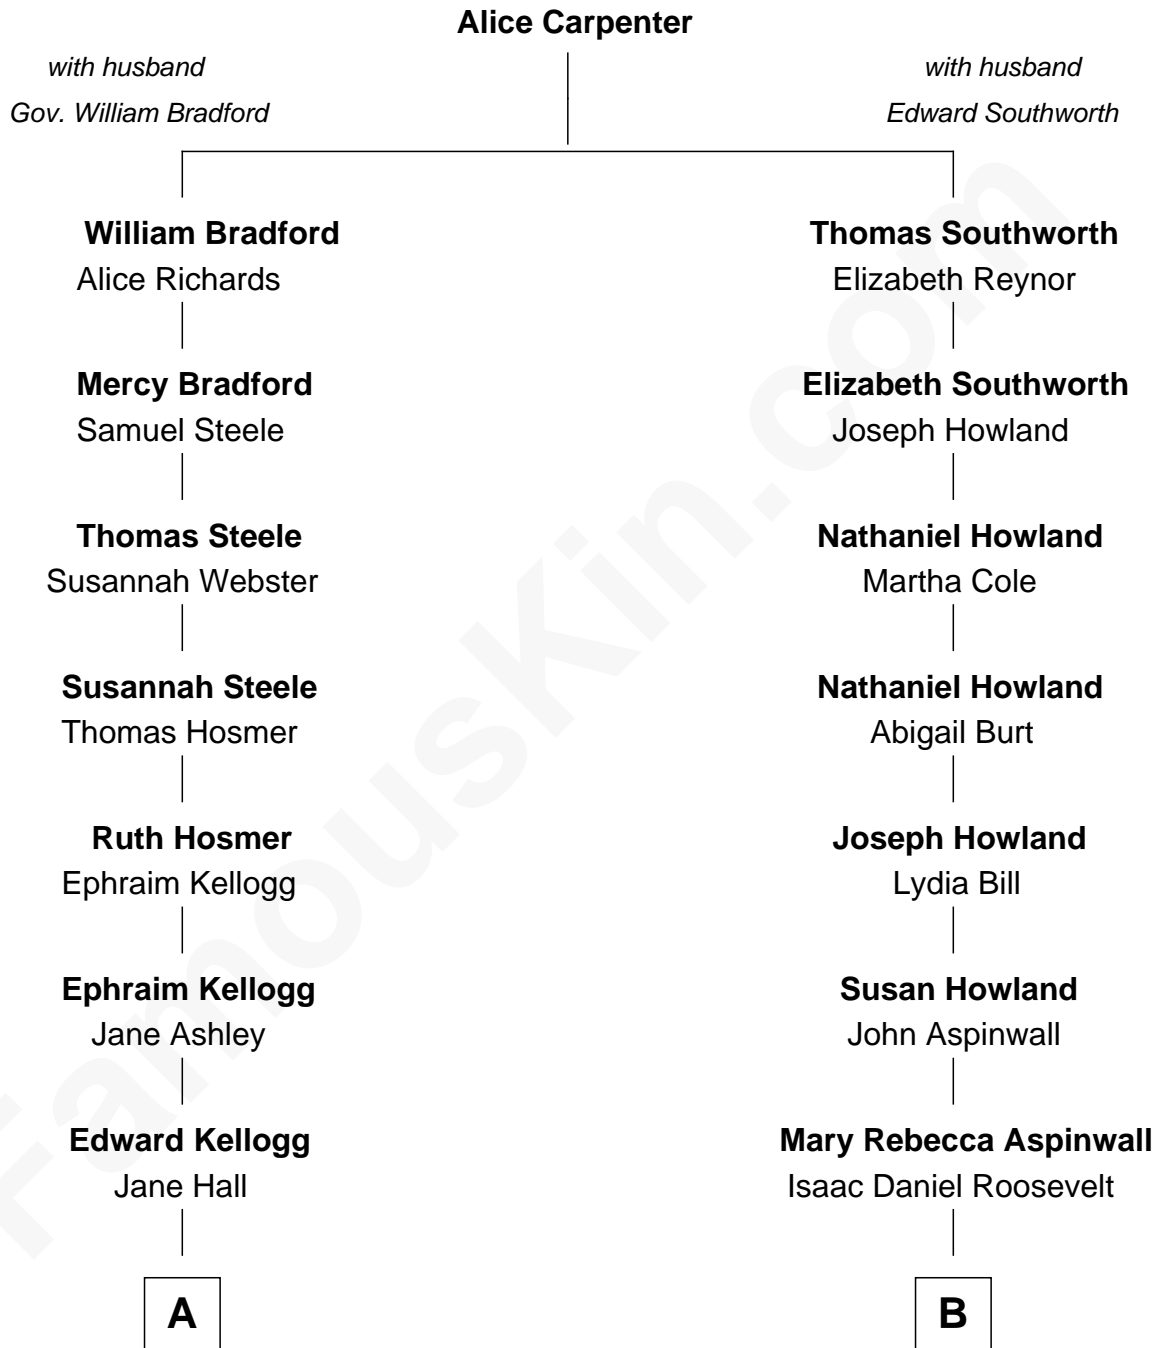 Alice Carpenter
with husband
Gov. William Bradford
with husband
Edward Southworth
William Bradford
Alice Richards
Thomas Southworth
Elizabeth Reynor
Mercy Bradford
Samuel Steele
Elizabeth Southworth
Joseph Howland
Thomas Steele
Susannah Webster
Nathaniel Howland
Martha Cole
Susannah Steele
Thomas Hosmer
Nathaniel Howland
Abigail Burt
Ruth Hosmer
Ephraim Kellogg
Joseph Howland
Lydia Bill
Ephraim Kellogg
Jane Ashley
Susan Howland
John Aspinwall
Edward Kellogg
Jane Hall
Mary Rebecca Aspinwall
Isaac Daniel Roosevelt
A
B
FamousKin.com